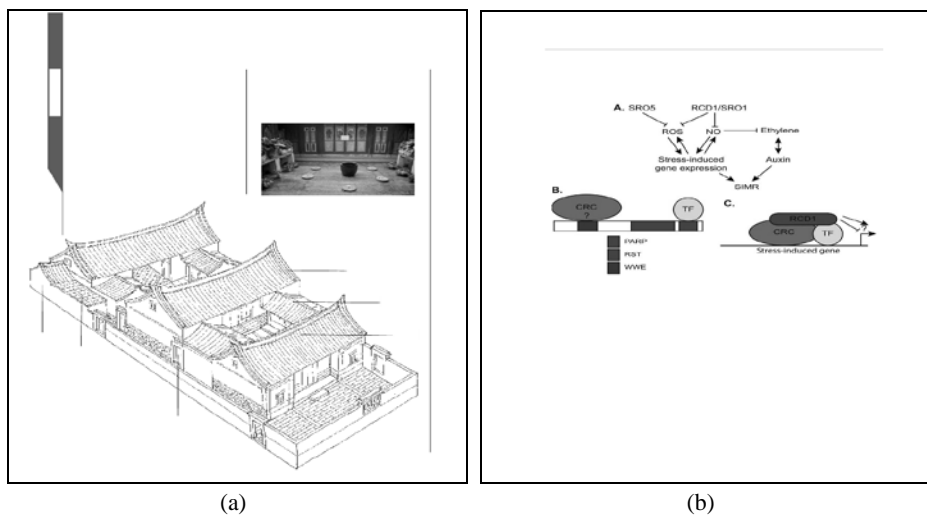 A. SRO5 RCD1/SRO1
ROS NO Ethylene
Stress-induced
gene expression
Auxin
SIMR
B.
CRC
?
TF
PARP
RST
WWE
C.
RCD1
CRC
TF
?
Stress-induced gene
(a)
(b)